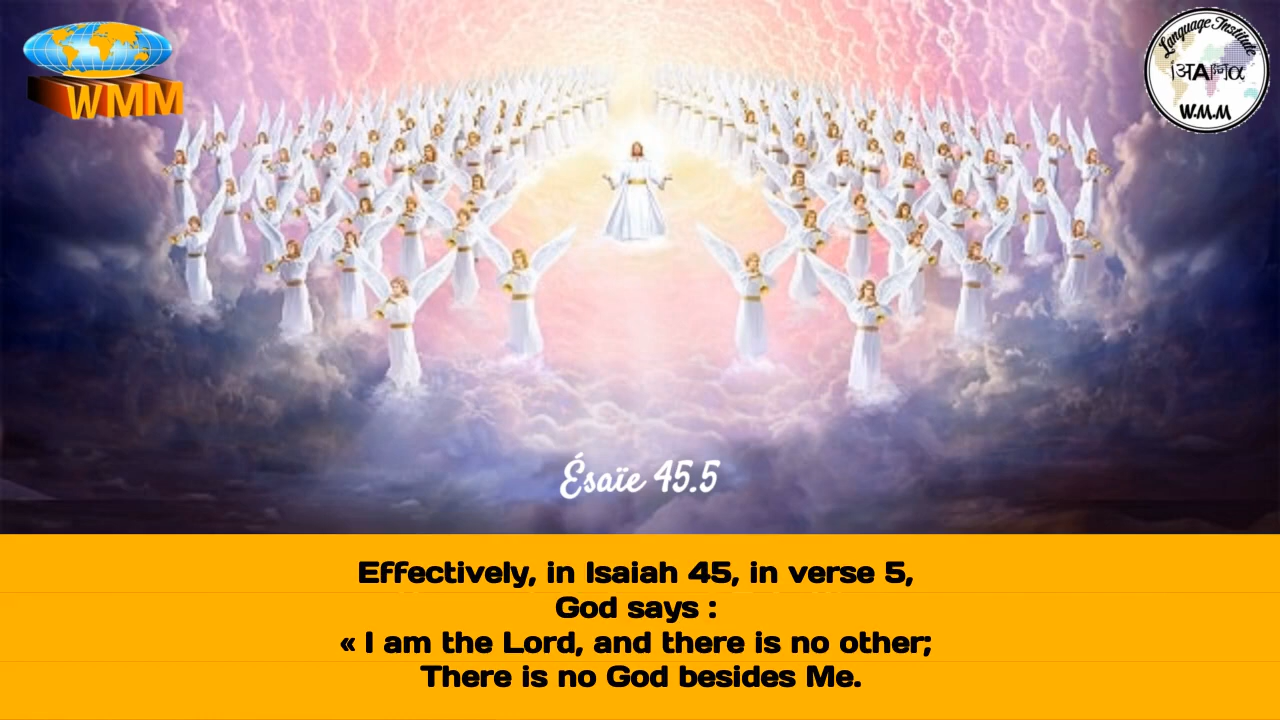 WMM
Language Institute
W.M.M
Ésaïe 45.5
Effectively, in Isaiah 45, in verse 5,
God says :
« I am the Lord, and there is no other;
There is no God besides Me.